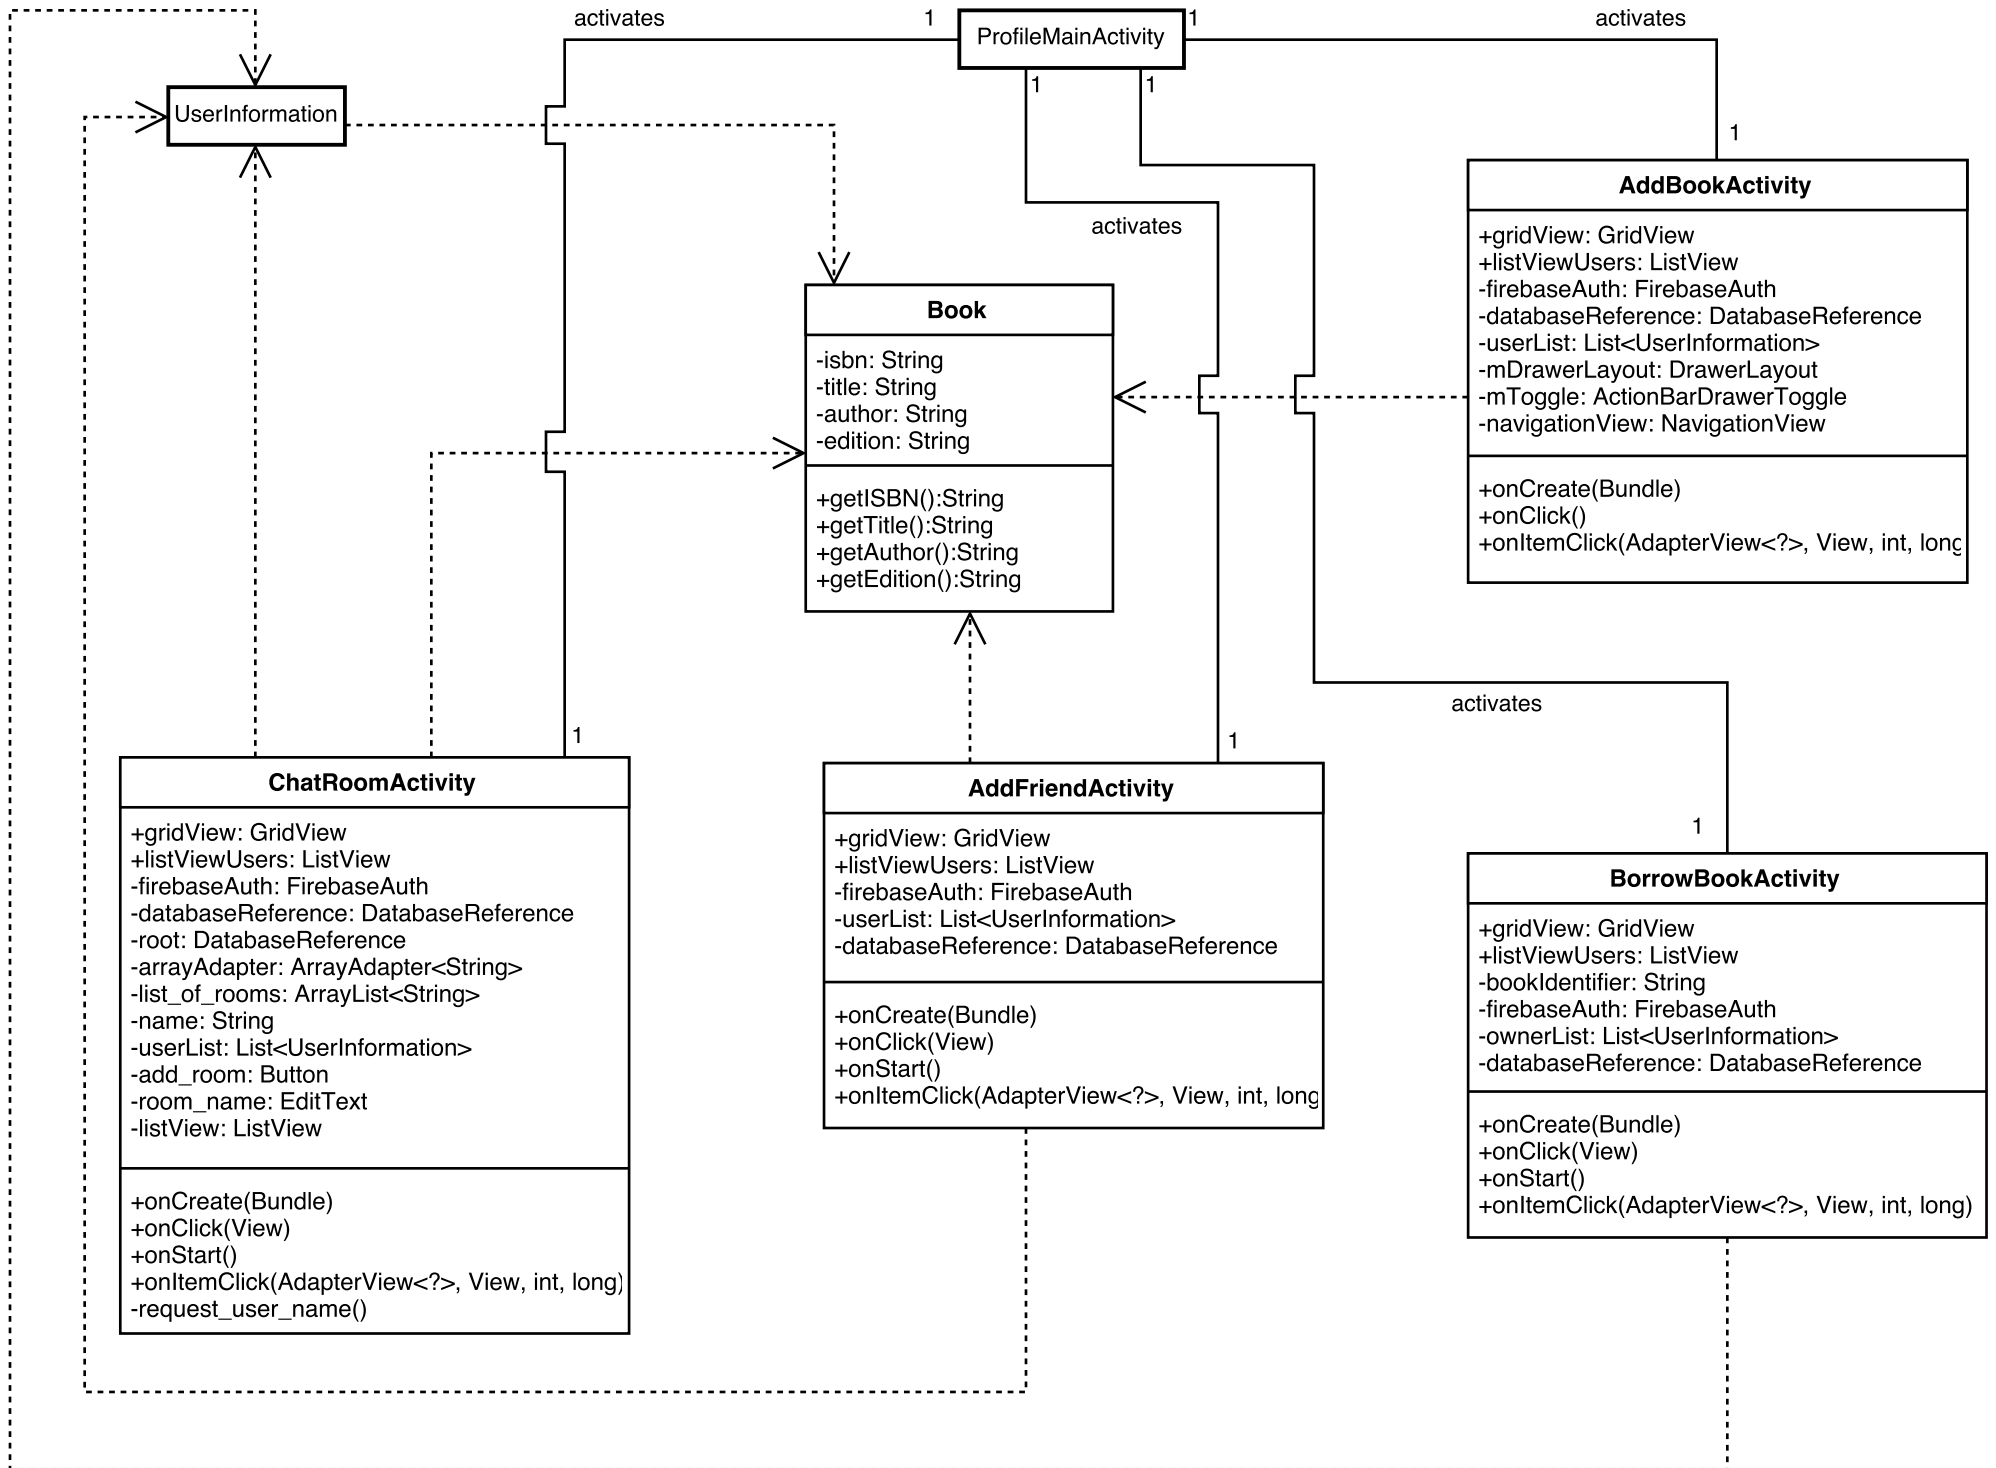 activates
1
ProfileMainActivity
1
activates
1
1
UserInformation
1
activates
AddBookActivity
+gridView: GridView
+listViewUsers: ListView
-firebaseAuth: FirebaseAuth
-databaseReference: DatabaseReference
-userList: List<UserInformation>
-mDrawerLayout: DrawerLayout
-mToggle: ActionBarDrawerToggle
-navigationView: NavigationView
+onCreate(Bundle)
+onClick()
+onItemClick(AdapterView<?>, View, int, long
Book
-isbn: String
-title: String
-author: String
-edition: String
+getISBN():String
+getTitle():String
+getAuthor():String
+getEdition():String
activates
1
1
1
ChatRoomActivity
+gridView: GridView
+listViewUsers: ListView
-firebaseAuth: FirebaseAuth
-databaseReference: DatabaseReference
-root: DatabaseReference
-arrayAdapter: ArrayAdapter<String>
-list_of_rooms: ArrayList<String>
-name: String
-userList: List<UserInformation>
-add_room: Button
-room_name: EditText
-listView: ListView
+onCreate(Bundle)
+onClick(View)
+onStart()
+onItemClick(AdapterView<?>, View, int, long)
-request_user_name()
AddFriendActivity
+gridView: GridView
+listViewUsers: ListView
-firebaseAuth: FirebaseAuth
-userList: List<UserInformation>
-databaseReference: DatabaseReference
+onCreate(Bundle)
+onClick(View)
+onStart()
+onItemClick(AdapterView<?>, View, int, long
BorrowBookActivity
+gridView: GridView
+listViewUsers: ListView
-bookIdentifier: String
-firebaseAuth: FirebaseAuth
-ownerList: List<UserInformation>
-databaseReference: DatabaseReference
+onCreate(Bundle)
+onClick(View)
+onStart()
+onItemClick(AdapterView<?>, View, int, long)